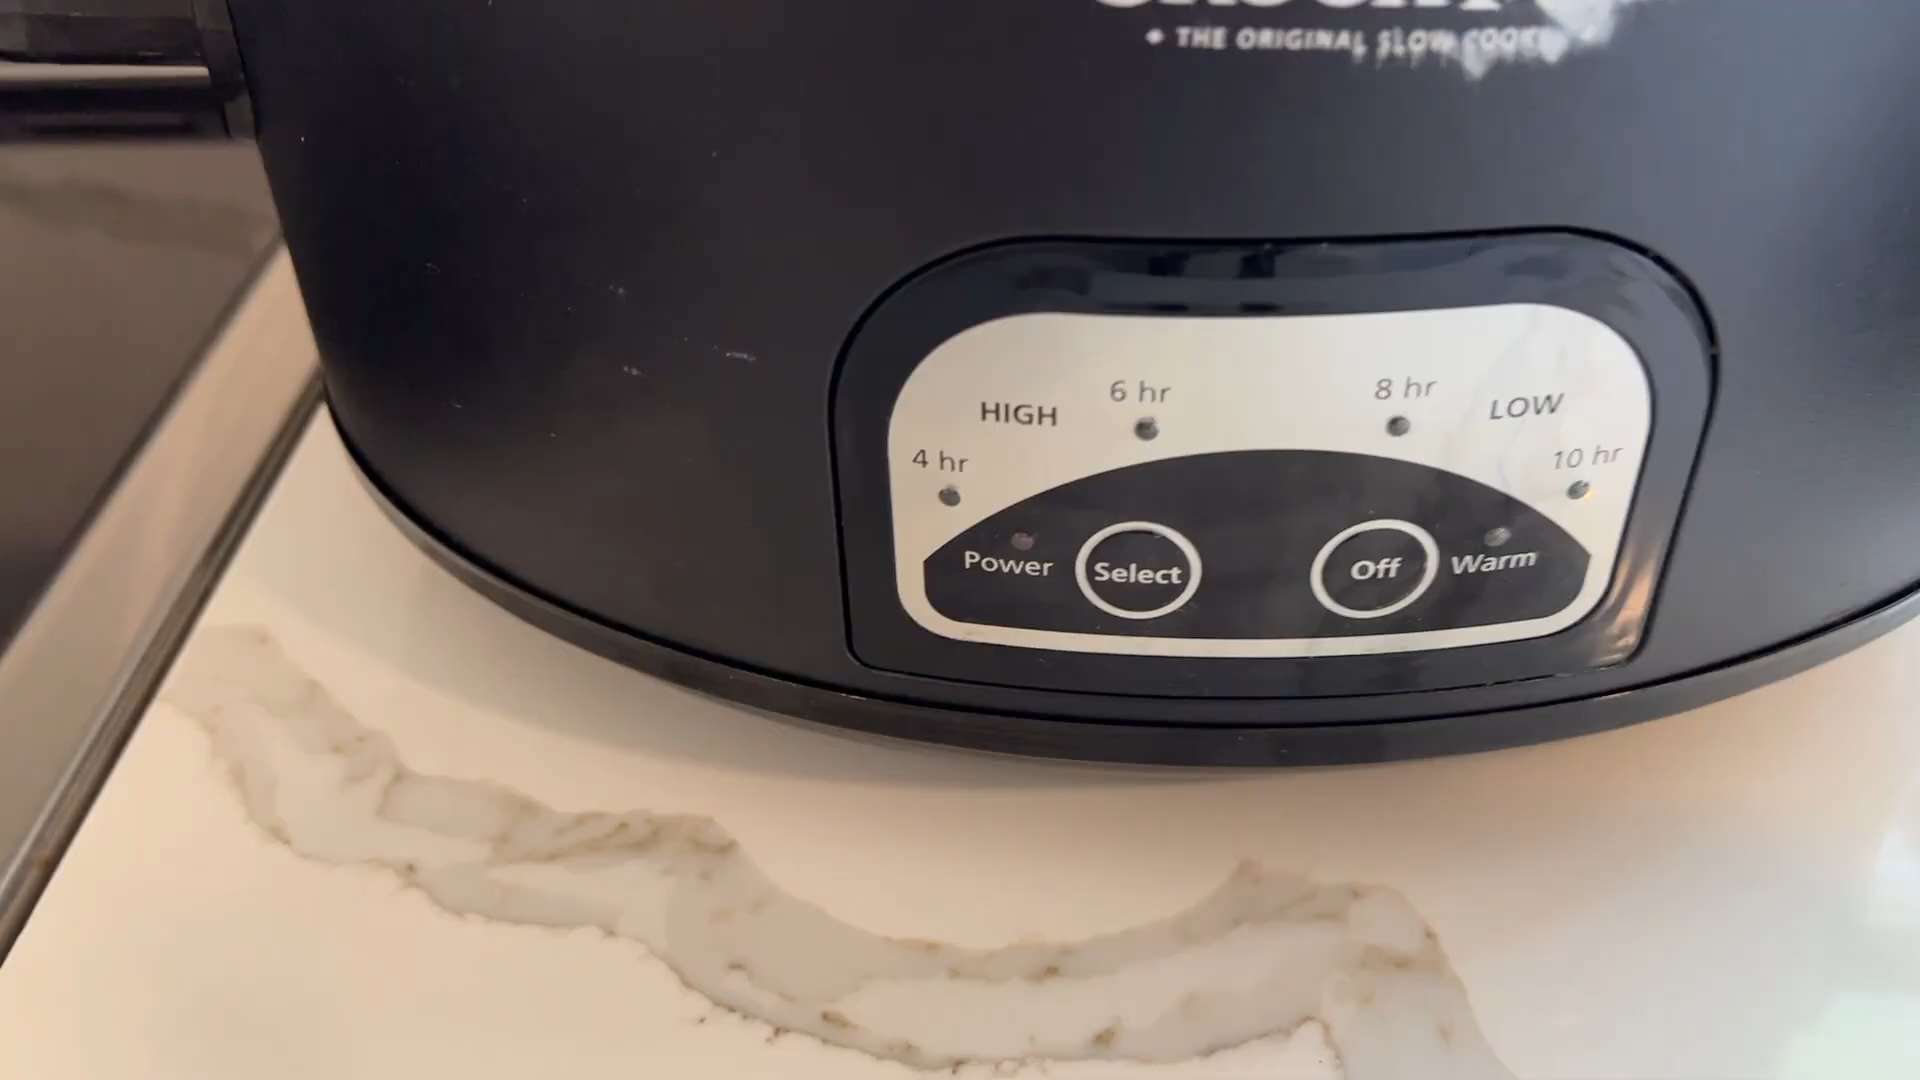 THE ORIGINAL SLOW COOKER
6 hr
8 hr
HIGH
LOW
4 hr
10 hr
Power
Select
Off
Warm